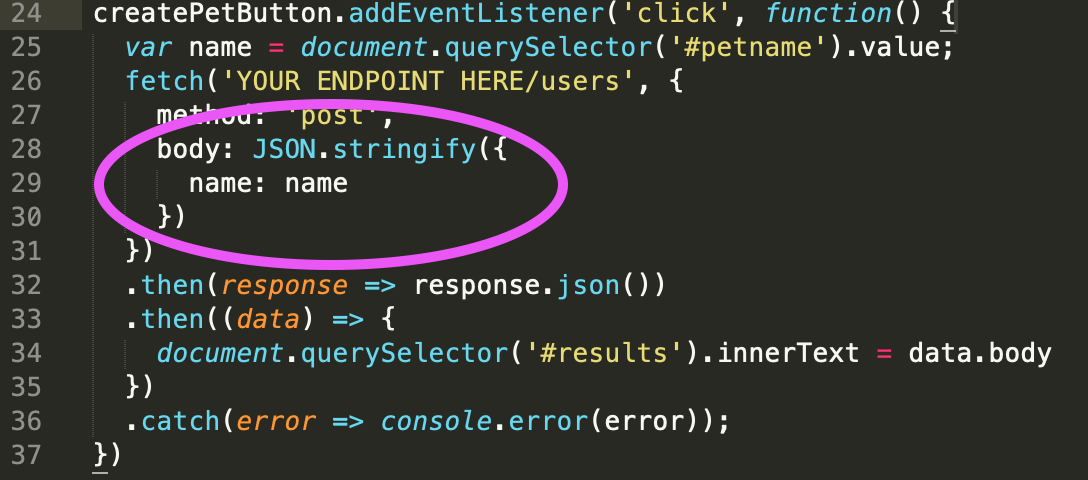 24 createPetButton.addEventListener('click', function() {
25 var name = document.querySelector('#petname').value;
26 fetch('YOUR ENDPOINT HERE/users', {
27 method: 'post',
28 body: JSON.stringify({
29 name: name
30 })
31 })
32 .then(response => response.json())
33 .then((data) => {
34 document.querySelector('#results').innerText = data.body
35 })
36 .catch(error => console.error(error));
37 })